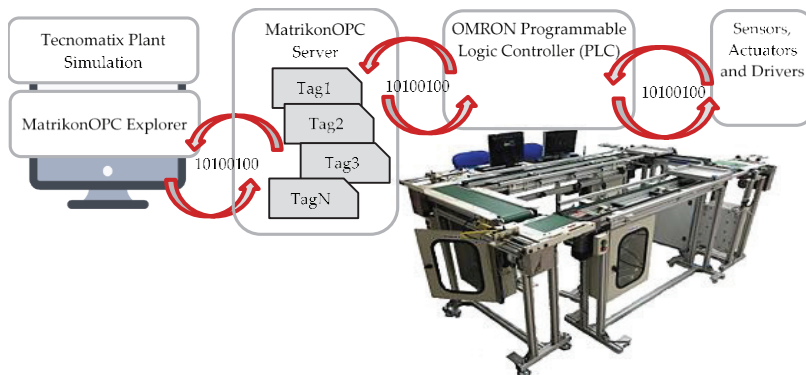 Tecnomatix Plant
Simulation
MatrikonOPC Explorer
10100100
MatrikonOPC
Server
Tag1
Tag2
Tag3
TagN
10100100
OMRON Programmable
Logic Controller (PLC)
10100100
Sensors,
Actuators
and Drivers